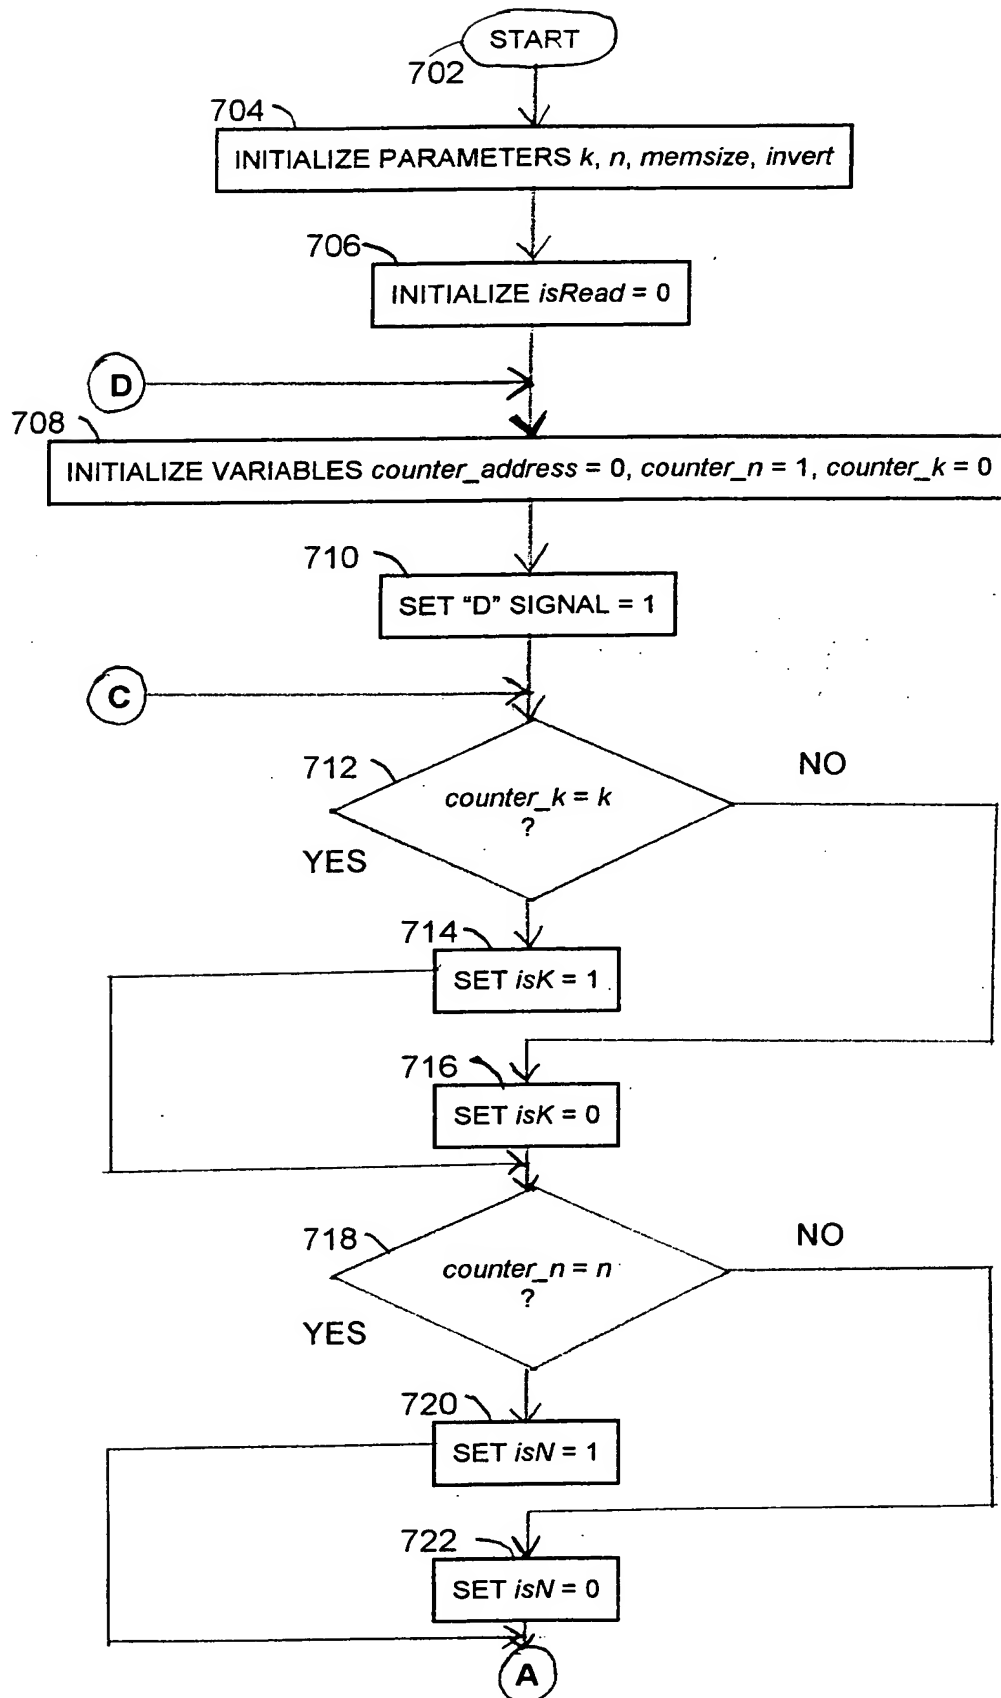 START
702
704
INITIALIZE PARAMETERS k, n, memsize, invert
706
INITIALIZE isRead = 0
D
708
INITIALIZE VARIABLES counter_address = 0, counter_n = 1, counter_k = 0
710
SET "D" SIGNAL = 1
C
712
NO
counter_k = k
?
YES
714
SET isK = 1
716
SET isK = 0
718
NO
counter_n = n
?
YES
720
SET isN = 1
722
SET isN = 0
A